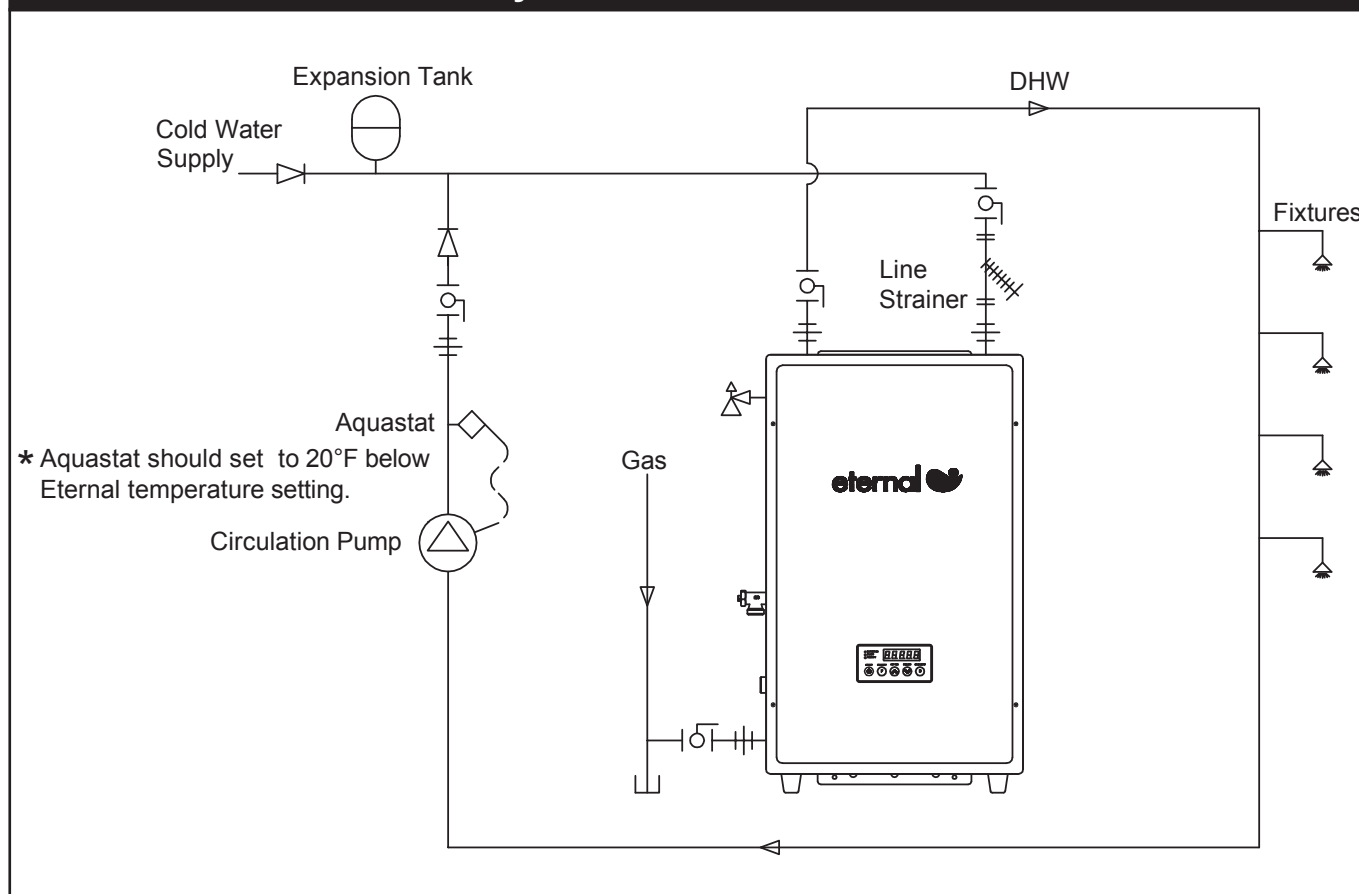 Expansion Tank
DHW
Cold Water
Supply
Fixtures
Line
Strainer
Aquastat
* Aquastat should set to 20°F below
Eternal temperature setting.
Gas
eternal
Circulation Pump